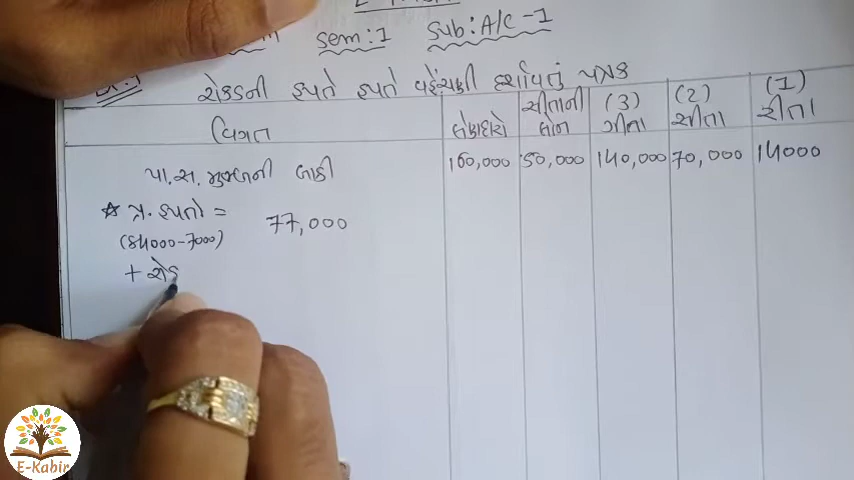 Sem:1 Sub: A/c-1
રોકડની હપતે હપતે વહેંચણી દર્શાવતું પત્રક
વિગત લેણદારો સીતાની લોન (3) ગીતા (2) સીતા (1) રીતા
પા.સ. મુજબની બાકી 160,000 50,000 140,000 70,000 14000
* ત્રી. હપતો = 77,000
(84000-7000)
+ રોક
E-Kabir